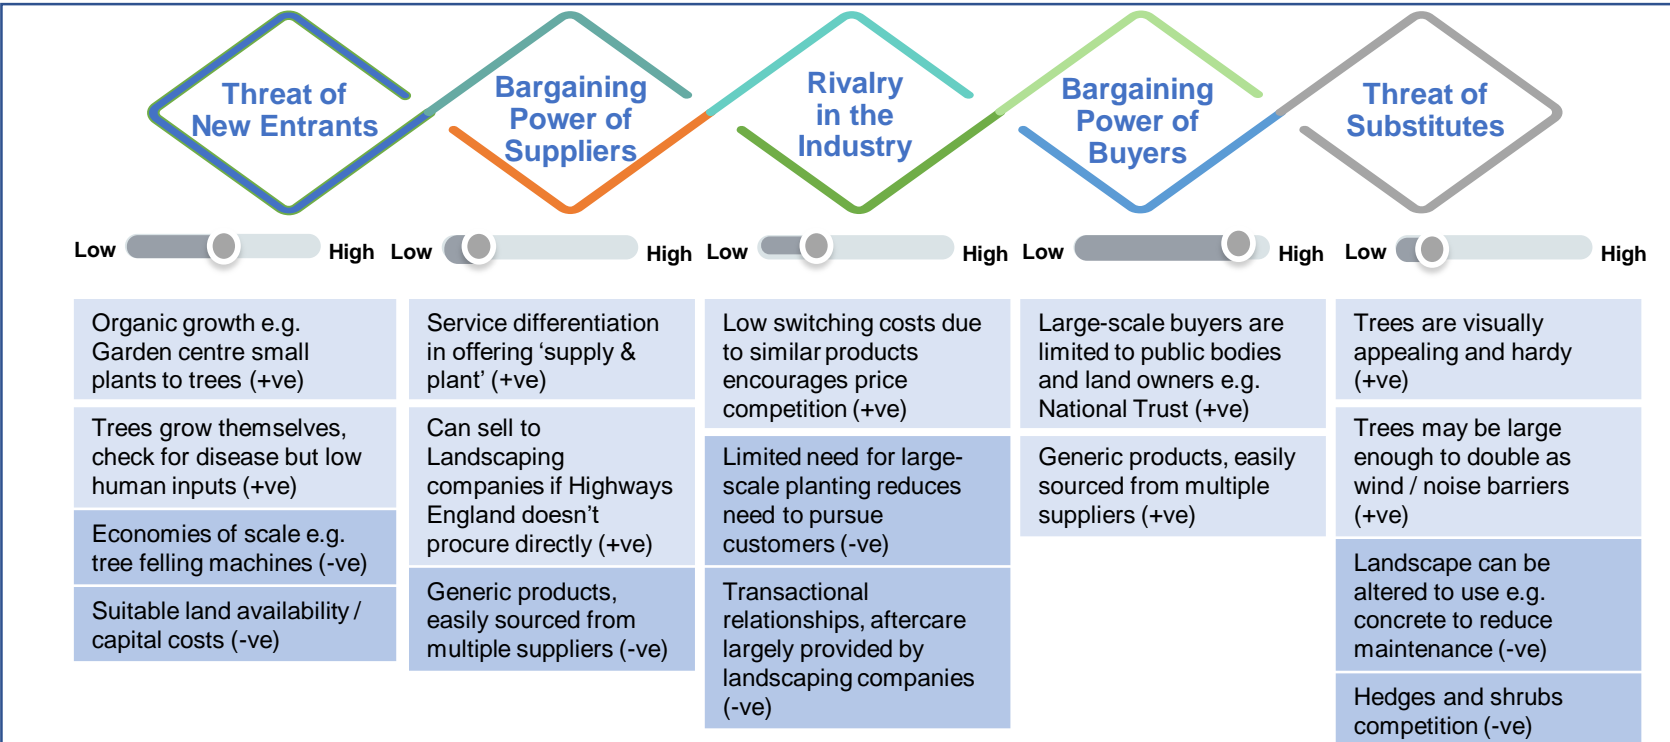 Threat of
New Entrants
Bargaining
Power of
Suppliers
Rivalry
in the
Industry
Bargaining
Power of
Buyers
Threat of
Substitutes
Low High
Low High
Low High
Low High
Low High
Organic growth e.g.
Garden centre small
plants to trees (+ve)
Trees grow themselves,
check for disease but low
human inputs (+ve)
Economies of scale e.g.
tree felling machines (-ve)
Suitable land availability /
capital costs (-ve)
Service differentiation
in offering ‘supply &
plant’ (+ve)
Can sell to
Landscaping
companies if Highways
England doesn’t
procure directly (+ve)
Generic products,
easily sourced from
multiple suppliers (-ve)
Low switching costs due
to similar products
encourages price
competition (+ve)
Limited need for large-
scale planting reduces
need to pursue
customers (-ve)
Transactional
relationships, aftercare
largely provided by
landscaping companies
(-ve)
Large-scale buyers are
limited to public bodies
and land owners e.g.
National Trust (+ve)
Generic products, easily
sourced from multiple
suppliers (+ve)
Trees are visually
appealing and hardy
(+ve)
Trees may be large
enough to double as
wind / noise barriers
(+ve)
Landscape can be
altered to use e.g.
concrete to reduce
maintenance (-ve)
Hedges and shrubs
competition (-ve)